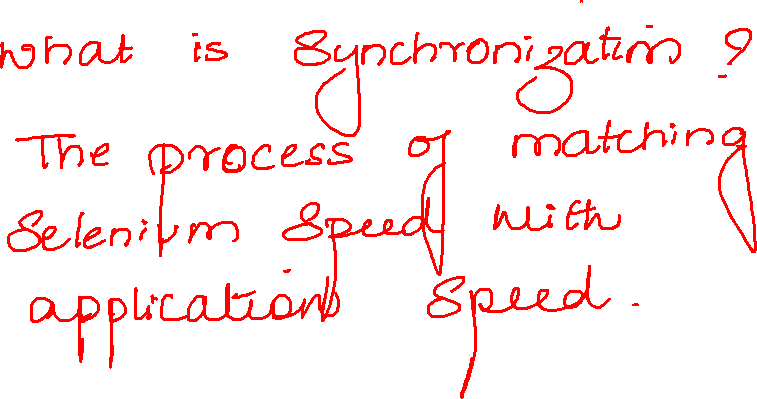 what is Synchronization ?
The process of matching
Selenium Speed with
application Speed.